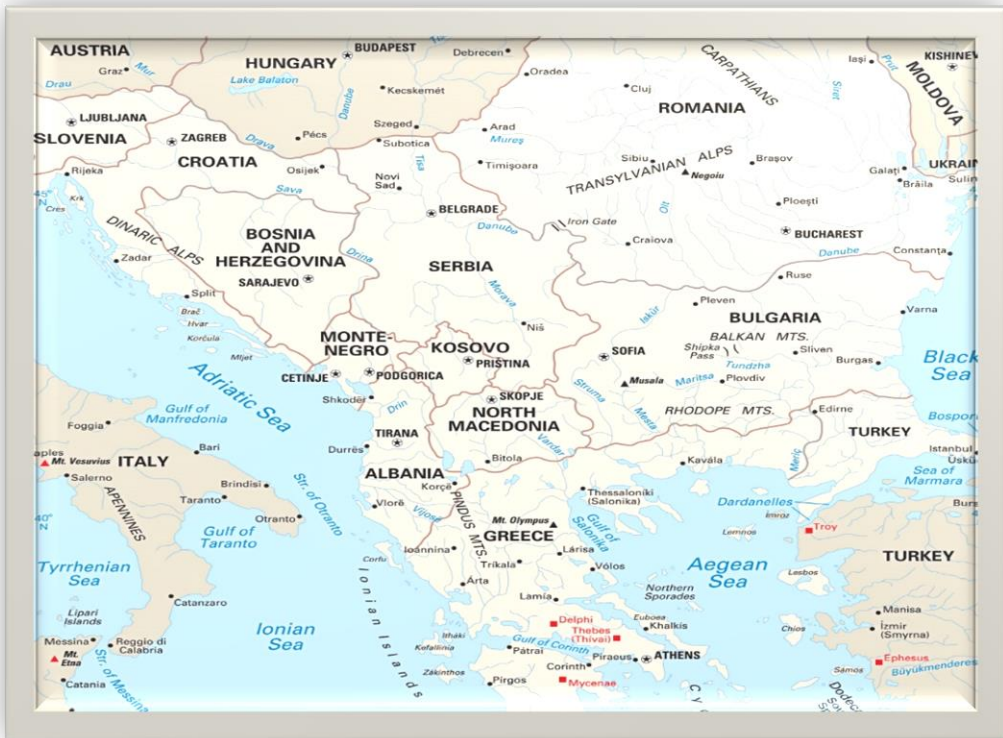 AUSTRIA
Graz
Mur
Drau
HUNGARY
BUDAPEST
Debrecen
Lake Balaton
Danube
Kecskemét
Oradea
Cluj
CARPATHIANS
Iaşi
Prut
Siret
KISHINEV
MOLDOVA
ROMANIA
LJUBLJANA
SLOVENIA
ZAGREB
Drava
Pécs
Szeged
Subotica
Arad
Mureş
CROATIA
Osijek
Tisa
Timişoara
Sibiu
TRANSYLVANIAN ALPS
Negoiu
Braşov
Galaţi
UKRAIN
Sulin
Brăila
Rijeka
45°
N
Krk
Cres
Sava
Novi
Sad
BELGRADE
Danube
Iron Gate
Olt
Ploeşti
BUCHAREST
Craiova
Danube
Constanţa
DINARIC ALPS
Zadar
BOSNIA
AND
HERZEGOVINA
SARAJEVO
Drina
SERBIA
Morava
Ruse
Split
Brač
Hvar
Korčula
Mljet
Niš
Iskŭr
Pleven
BULGARIA
Varna
BALKAN MTS.
Shipka
Pass
Sliven
Burgas
MONTE-
NEGRO
KOSOVO
PRIŠTINA
SOFIA
Musala
Tundzha
Maritsa
Plovdiv
Black
Sea
CETINJE
PODGORICA
Shkodër
Drin
SKOPJE
NORTH
MACEDONIA
Struma
Mesta
RHODOPE MTS.
Edirne
Bospor
TURKEY
Adriatic Sea
Gulf of
Manfredonia
Foggia
Bari
TIRANA
Durrës
Vardar
Bitola
Kavála
Meriç
Istanbul
Üskü
Sea of
Marmara
aples
Mt. Vesuvius
ITALY
Salerno
APENNINES
Brindisi
Taranto
Otranto
Str. of Otranto
ALBANIA
Korçë
Vlorë
Vijosë
PINDUS MTS.
Thessaloníki
(Salonika)
Dardanelles
Burs
40°
N
Gulf of
Taranto
Mt. Olympus
Gulf of
Salonika
Imroz
Troy
Lemnos
GREECE
Ioánnina
Corfu
Tríkala
Lárisa
Vólos
Aegean
Sea
TURKEY
Tyrrhenian
Sea
Catanzaro
Lesbos
Árta
Northern
Sporades
Manisa
Lipari
Islands
Ionian
Sea
Ionian Islands
Lamía
Delphi
Thebes
(Thívai)
Euboea
Khalkís
Chios
İzmir
(Smyrna)
Messina
Reggio di
Calabria
Mt.
Etna
Str. of Messina
Catania
Itháki
Kefallinía
Zákinthos
Pátrai
Gulf of Corinth
Corinth
Piraeus
ATHENS
Ephesus
Büyükmenderes
Sámos
Pírgos
Mycenae
Cy
Dodec